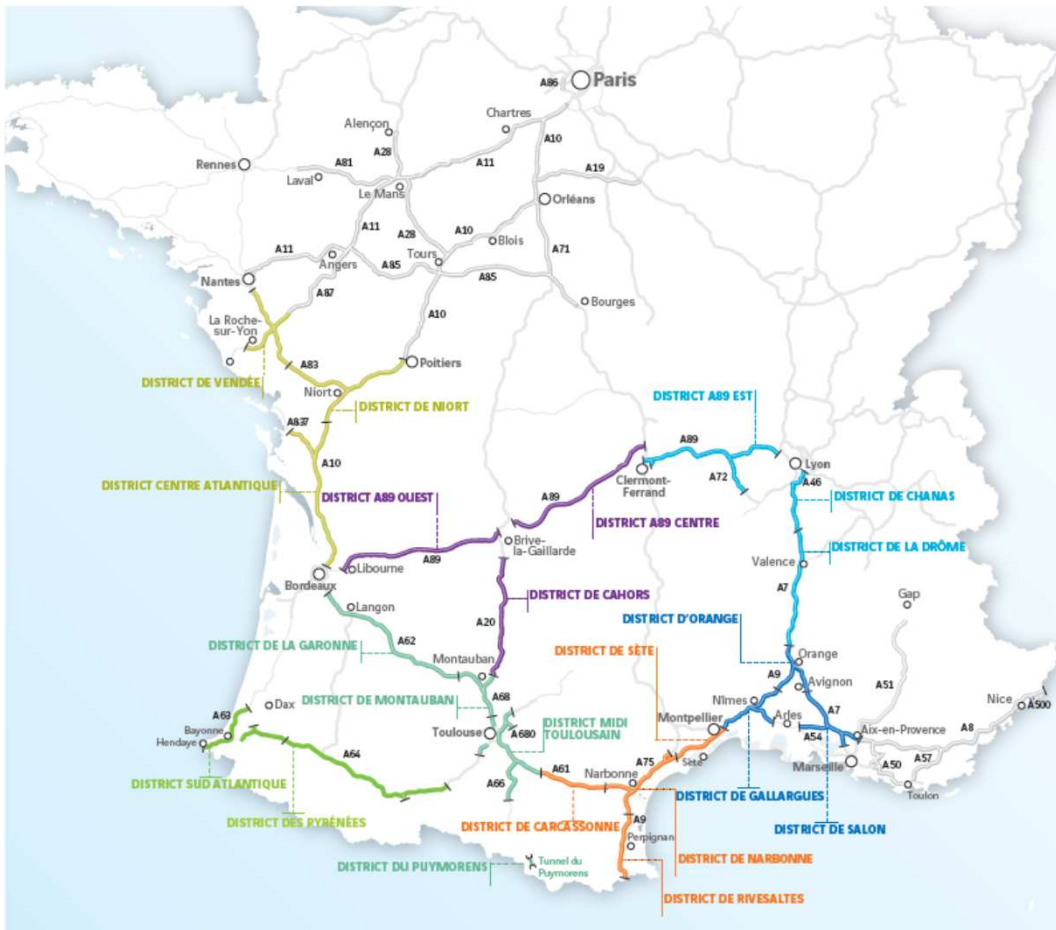 A86
Paris
Chartres
Alençon
A28
A10
Rennes
A81
A11
A19
Laval
Le Mans
Orléans
A11
A28
A10
Blois
A11
Angers
Tours
A71
A85
A85
Nantes
A87
Bourges
La Roche-
sur-Yon
A10
Poitiers
A83
DISTRICT DE VENDÉE
Niort
DISTRICT DE NIORT
DISTRICT A89 EST
A837
A89
Lyon
A10
Clermont-
Ferrand
A72
A46
DISTRICT CENTRE ATLANTIQUE
DISTRICT A89 OUEST
A89
DISTRICT DE CHANAS
DISTRICT A89 CENTRE
Brive-
la-Gaillarde
DISTRICT DE LA DRÔME
A89
Valence
Libourne
Bordeaux
A7
DISTRICT DE CAHORS
Gap
Langon
DISTRICT D'ORANGE
A20
A62
DISTRICT DE LA GARONNE
DISTRICT DE SÈTE
Orange
Montauban
A9
Avignon
A51
A68
Nîmes
DISTRICT DE MONTAUBAN
Nice
A500
A63
Dax
Arles
A7
Montpellier
Bayonne
Toulouse
A680
DISTRICT MIDI
TOULOUSAIN
A54
Aix-en-Provence
A8
Hendaye
A64
A75
Sète
Marseille
A57
A50
A61
Narbonne
A66
Toulon
DISTRICT SUD ATLANTIQUE
DISTRICT DE GALLARGUES
A9
DISTRICT DES PYRÉNÉES
DISTRICT DE CARCASSONNE
DISTRICT DE SALON
Perpignan
DISTRICT DU PUYMORENS
Tunnel du
Puymorens
DISTRICT DE NARBONNE
DISTRICT DE RIVESALTES